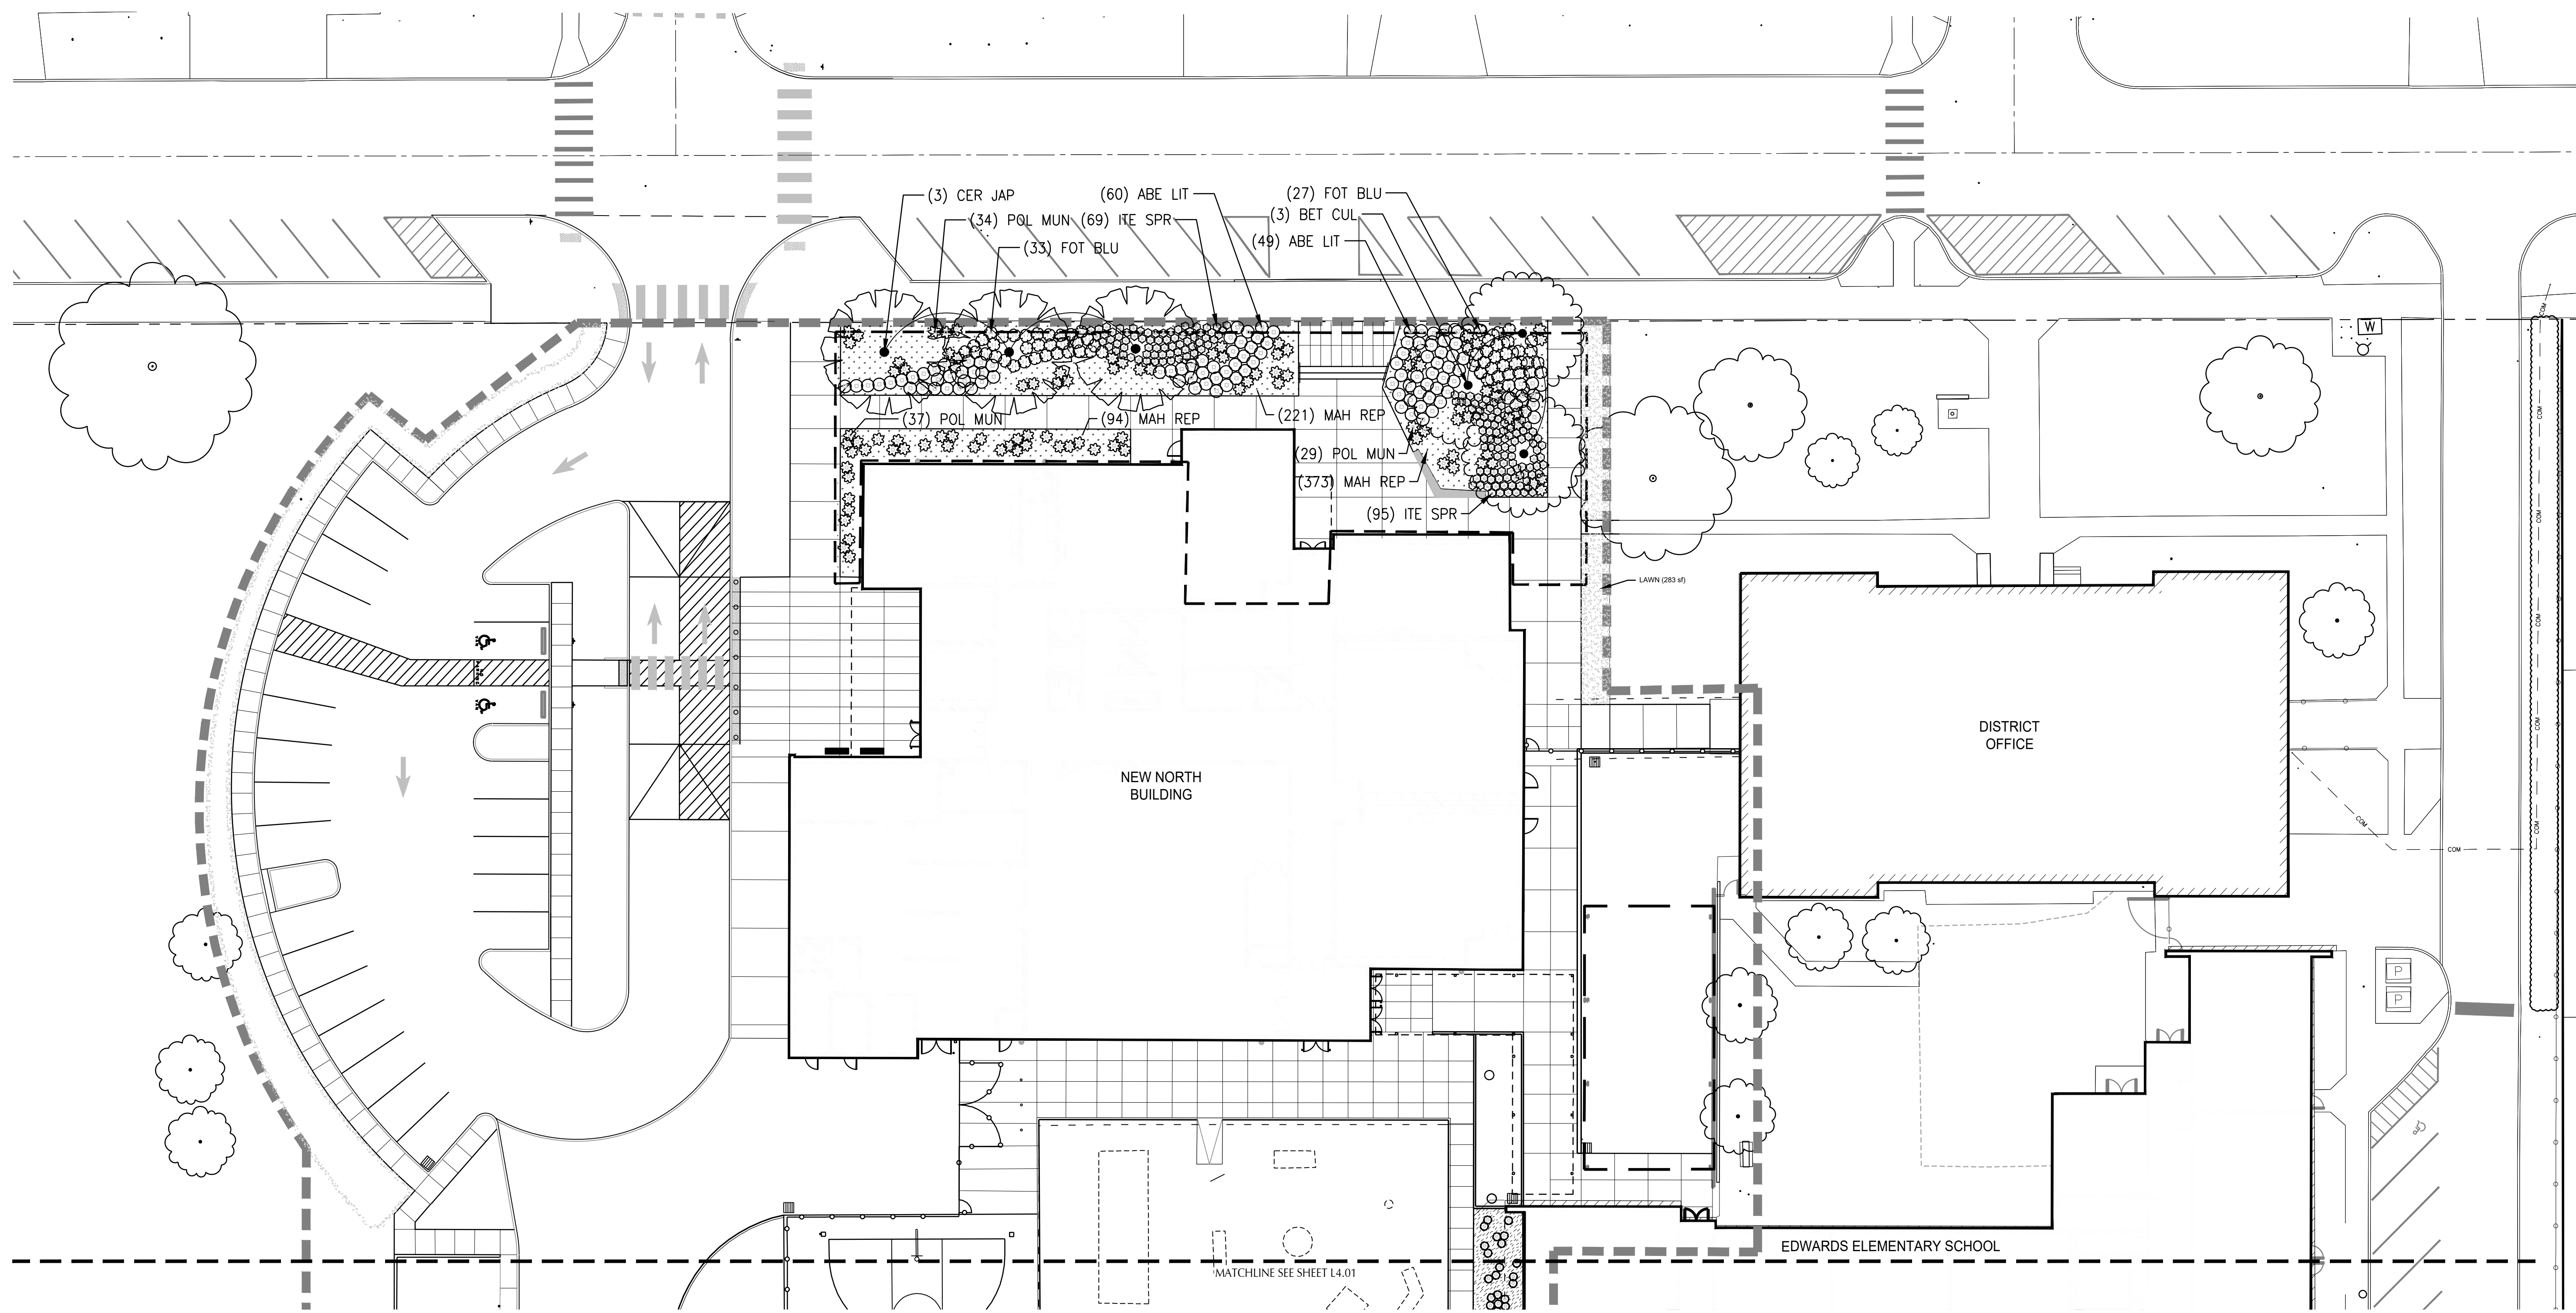 (3) CER JAP
(60) ABE LIT
(27) FOT BLU
(34) POL MUN
(69) ITE SPR
(3) BET CUL
(33) FOT BLU
(49) ABE LIT
COM
W
COM
(37) POL MUN
(94) MAH REP
(221) MAH REP
(29) POL MUN
(373) MAH REP
(95) ITE SPR
COM
LAWN (283 sf)
COM
COM
DISTRICT
OFFICE
NEW NORTH
BUILDING
COM
COM
COM
P
P
EDWARDS ELEMENTARY SCHOOL
MATCHLINE SEE SHEET L4.01